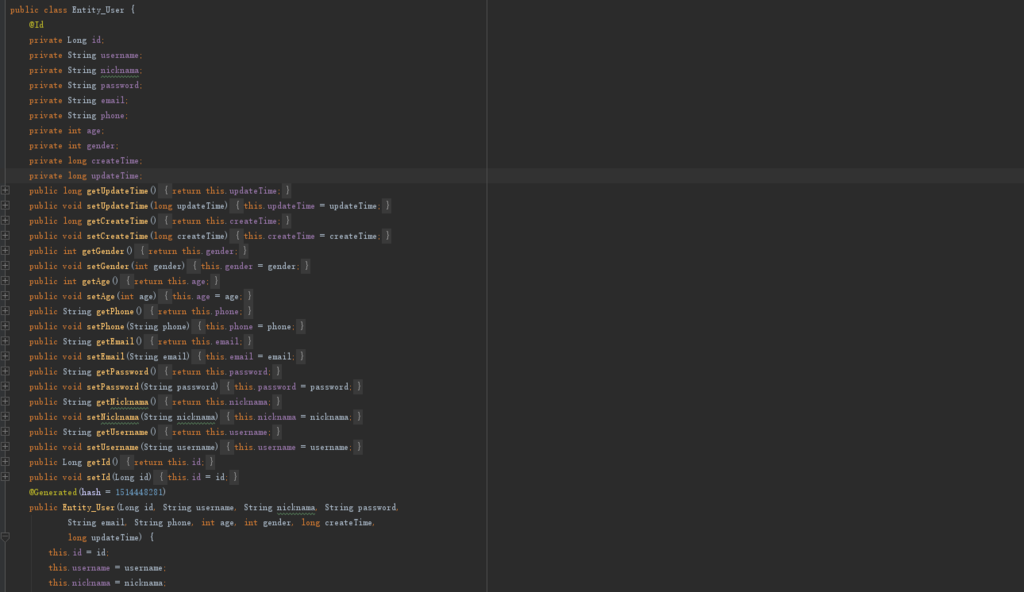 public class Entity_User {
@Id
private Long id;
private String username;
private String nicknama;
private String password;
private String email;
private String phone;
private int age;
private int gender;
private long createTime;
private long updateTime;
public long getUpdateTime() { return this.updateTime; }
public void setUpdateTime(long updateTime) { this.updateTime = updateTime; }
public long getCreateTime() { return this.createTime; }
public void setCreateTime(long createTime) { this.createTime = createTime; }
public int getGender() { return this.gender; }
public void setGender(int gender) { this.gender = gender; }
public int getAge() { return this.age; }
public void setAge(int age) { this.age = age; }
public String getPhone() { return this.phone; }
public void setPhone(String phone) { this.phone = phone; }
public String getEmail() { return this.email; }
public void setEmail(String email) { this.email = email; }
public String getPassword() { return this.password; }
public void setPassword(String password) { this.password = password; }
public String getNicknama() { return this.nicknama; }
public void setNicknama(String nicknama) { this.nicknama = nicknama; }
public String getUsername() { return this.username; }
public void setUsername(String username) { this.username = username; }
public Long getId() { return this.id; }
public void setId(Long id) { this.id = id; }
@Generated(hash = 1514448281)
public Entity_User(Long id, String username, String nicknama, String password,
String email, String phone, int age, int gender, long createTime,
long updateTime) {
this.id = id;
this.username = username;
this.nicknama = nicknama;